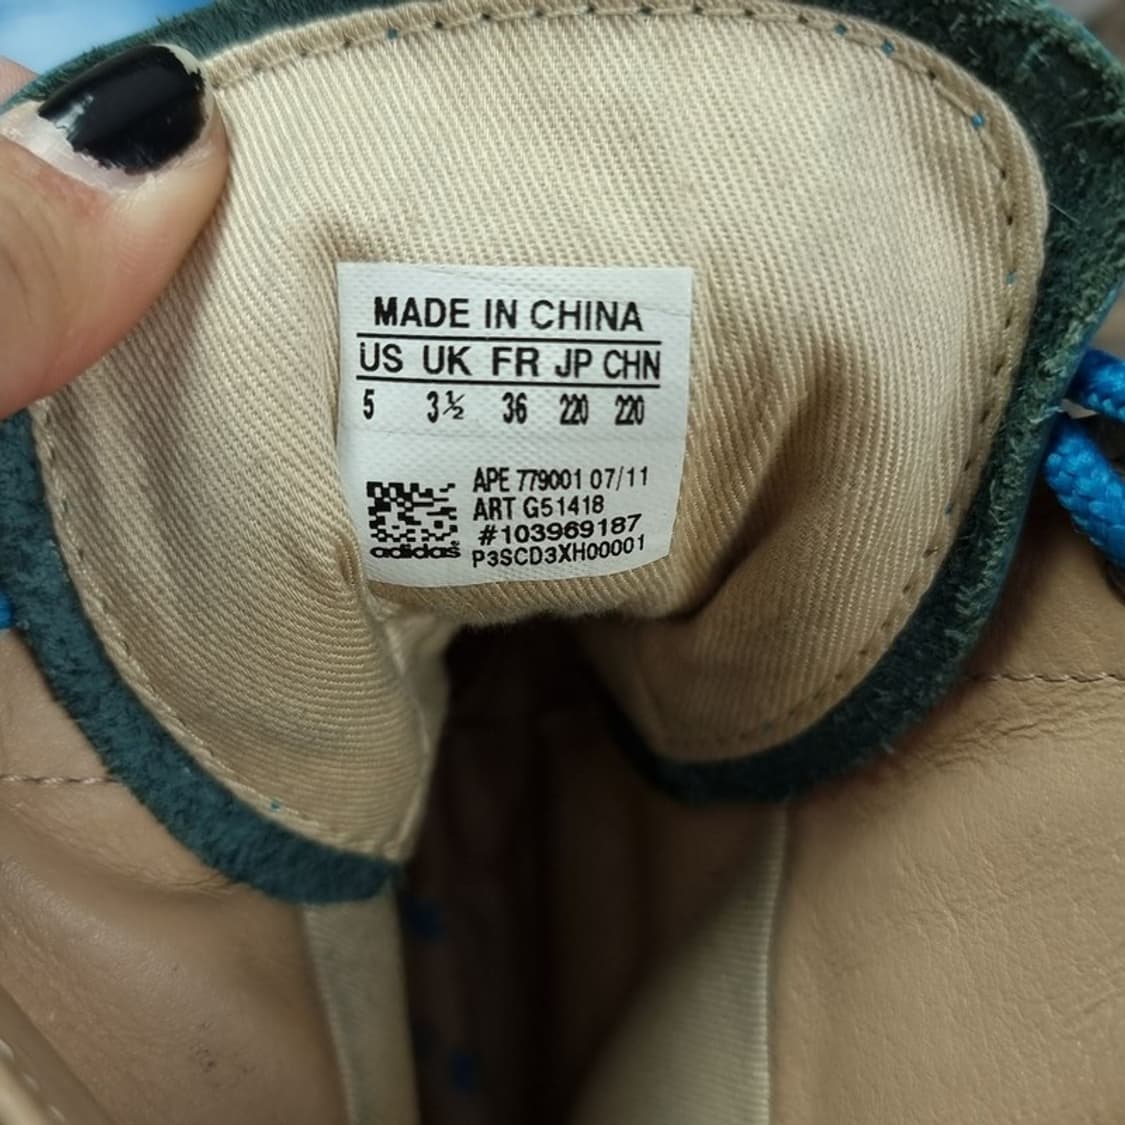 MADE IN CHINA
US UK FR JP CHN
5 3½ 36 220 220
APE 779001 07/11
ART G51418
#103969187
adidas P3SCD3XH00001